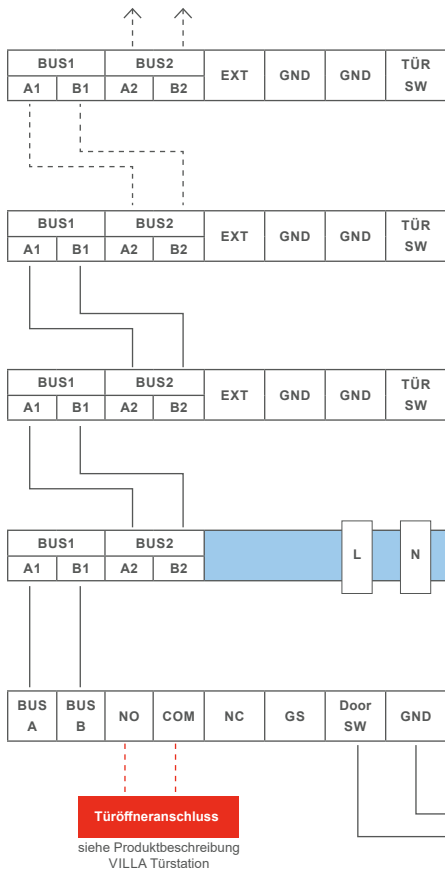 BUS1 BUS2 EXT GND GND TÜR SW
A1 B1 A2 B2
BUS1 BUS2 EXT GND GND TÜR SW
A1 B1 A2 B2
BUS1 BUS2 EXT GND GND TÜR SW
A1 B1 A2 B2
BUS1 BUS2 L N
A1 B1 A2 B2
BUS A BUS B NO COM NC GS Door SW GND
Türöffneranschluss
siehe Produktbeschreibung
VILLA Türstation